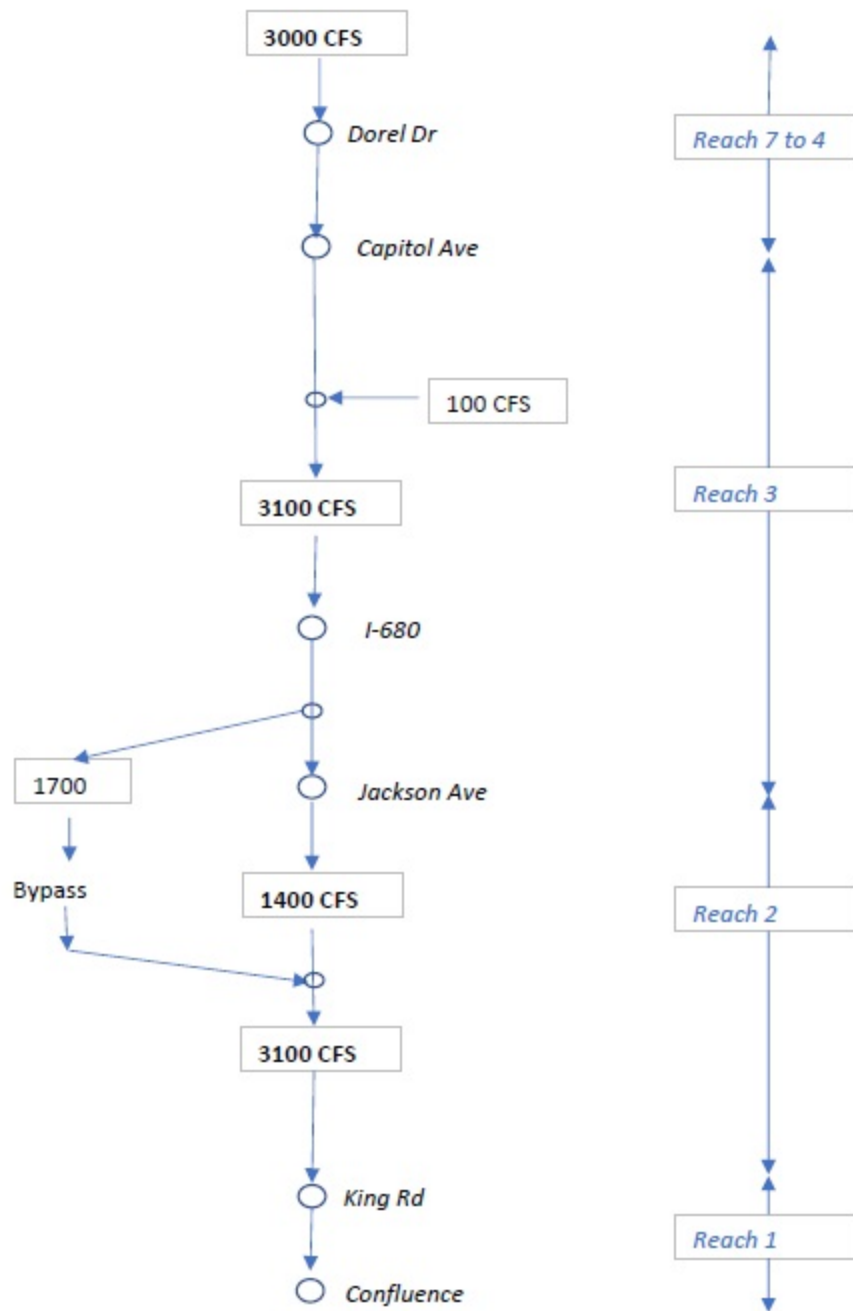 3000 CFS
Dorel Dr
Reach 7 to 4
Capitol Ave
100 CFS
3100 CFS
Reach 3
I-680
1700
Jackson Ave
Bypass
1400 CFS
Reach 2
3100 CFS
King Rd
Reach 1
Confluence